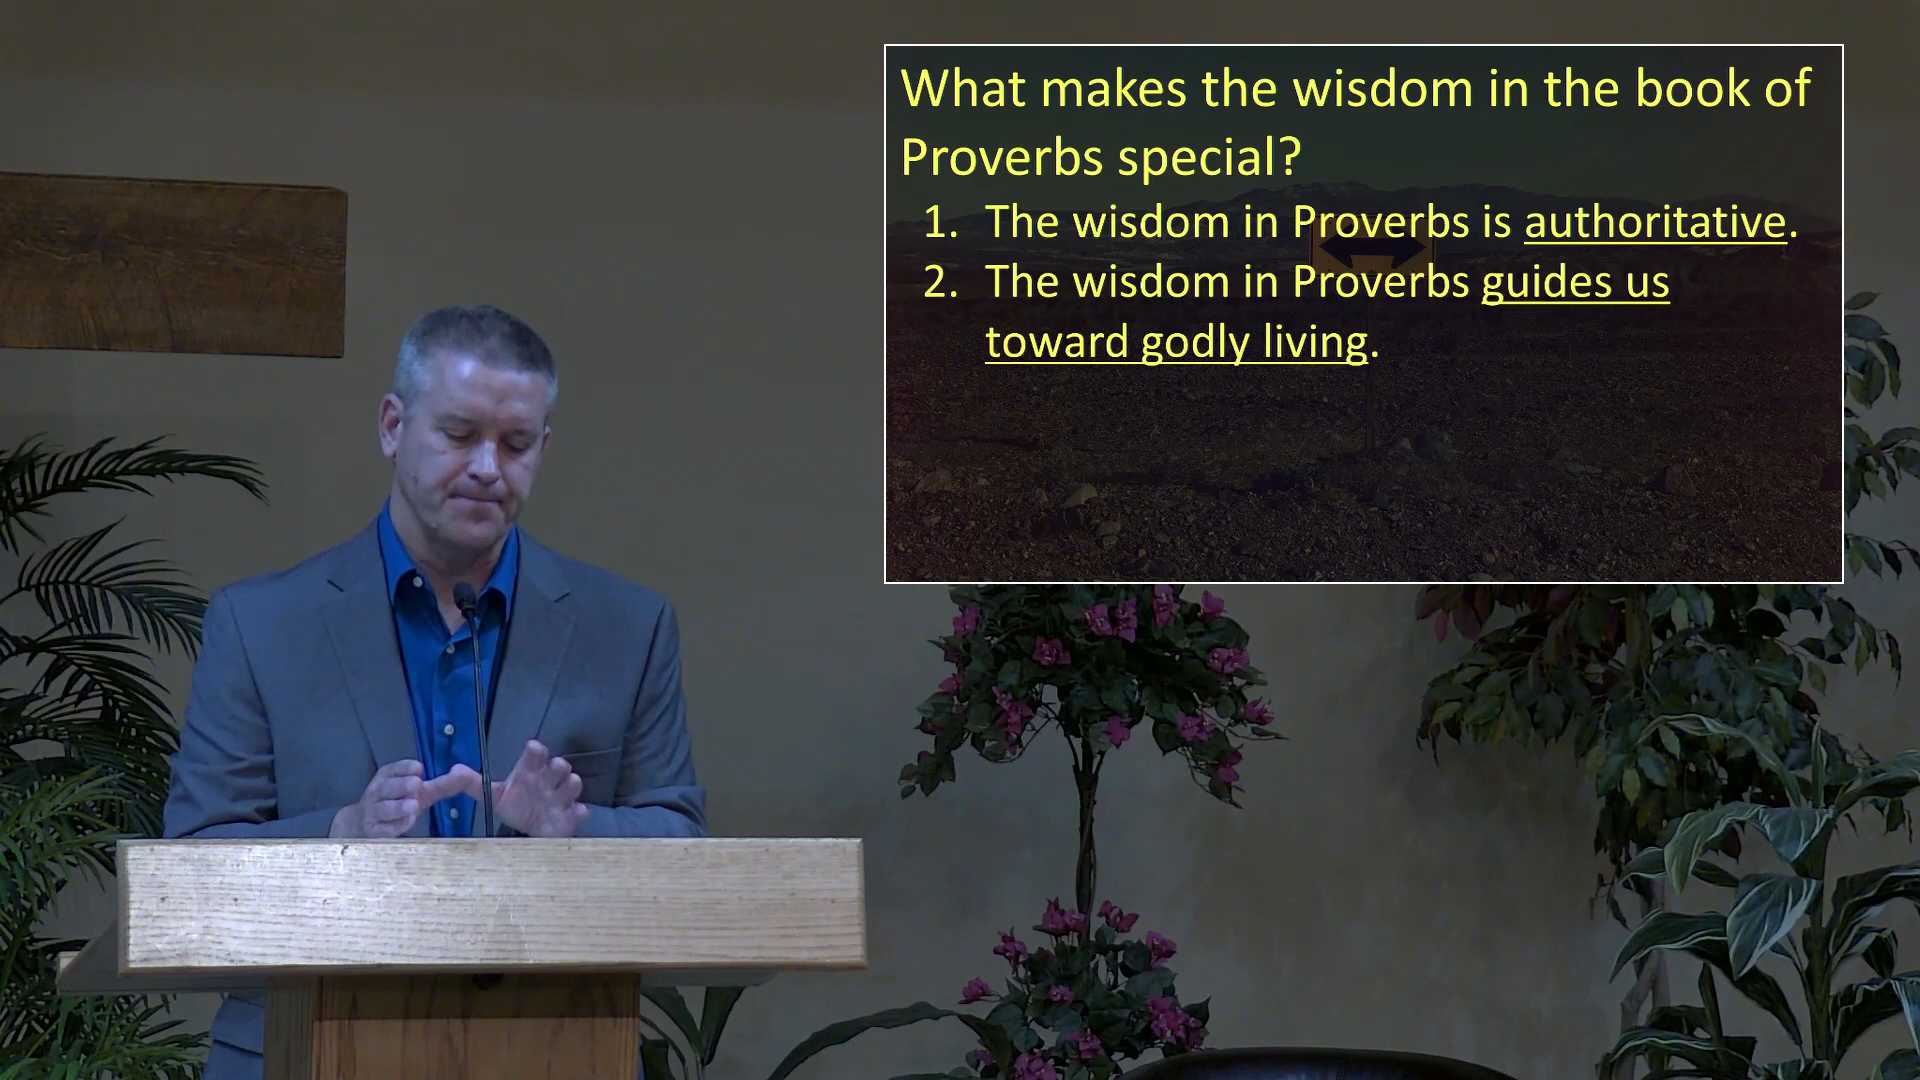 What makes the wisdom in the book of
Proverbs special?
1. The wisdom in Proverbs is authoritative.
2. The wisdom in Proverbs guides us
toward godly living.